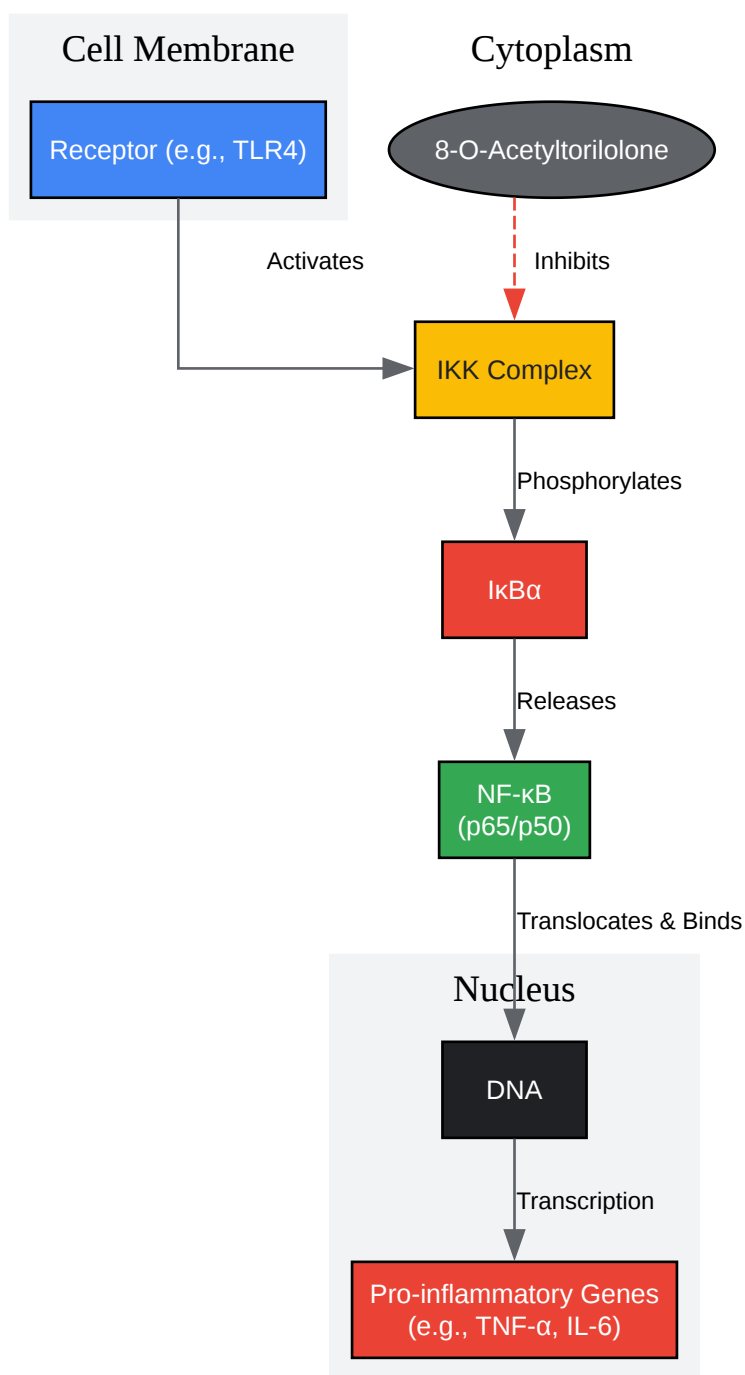 Cell Membrane
Cytoplasm
Receptor (e.g., TLR4)
8-O-Acetyltorilolone
Activates
Inhibits
IKK Complex
Phosphorylates
IκBα
Releases
NF-κB
(p65/p50)
Translocates & Binds
Nucleus
DNA
Transcription
Pro-inflammatory Genes
(e.g., TNF-α, IL-6)